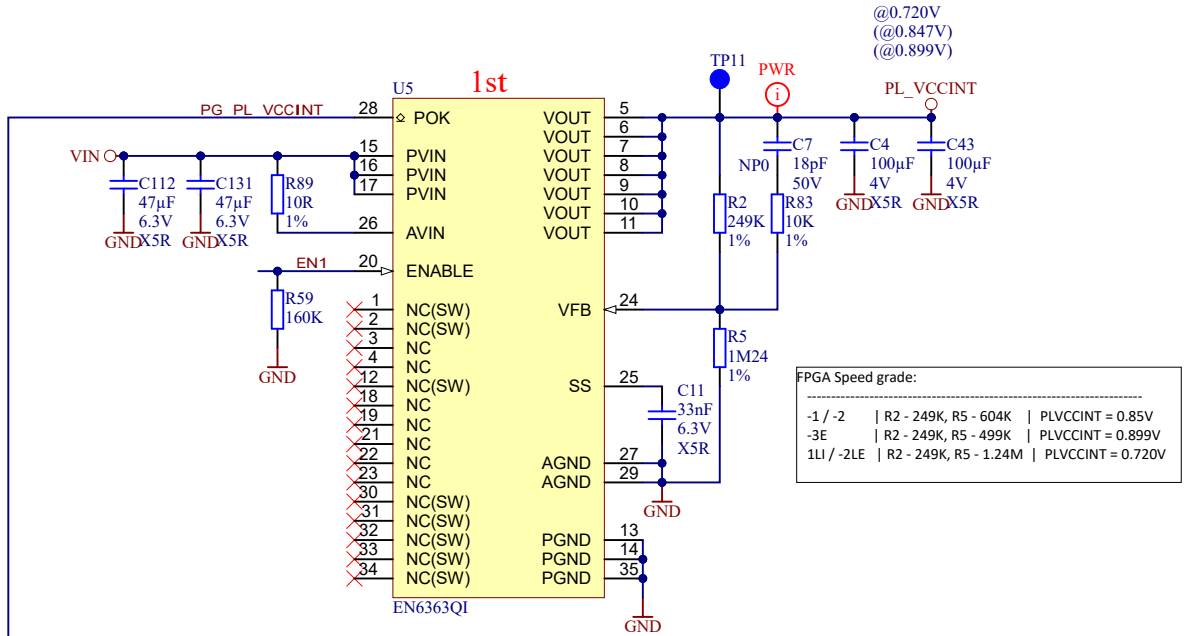 @0.720V
(@0.847V)
(@0.899V)
TP11
PWR
i
PL_VCCINT
U5
1st
PG_PL_VCCINT
28
POK
VOUT
5
VOUT
6
VIN
15
PVIN
VOUT
7
16
PVIN
VOUT
8
17
PVIN
VOUT
9
VOUT
10
26
AVIN
VOUT
11
C112
47µF
6.3V
X5R
GND
C131
47µF
6.3V
X5R
GND
R89
10R
1%
C7
18pF
50V
NP0
R2
249K
1%
R83
10K
1%
C4
100µF
4V
X5R
GND
C43
100µF
4V
X5R
GND
EN1
20
ENABLE
R59
160K
GND
1
NC(SW)
VFB
24
2
NC(SW)
3
NC
4
NC
12
NC(SW)
SS
25
18
NC
19
NC
21
NC
22
NC
AGND
27
23
NC
AGND
29
30
NC(SW)
31
NC(SW)
32
NC(SW)
PGND
13
33
NC(SW)
PGND
14
34
NC(SW)
PGND
35
R5
1M24
1%
C11
33nF
6.3V
X5R
GND
GND
EN6363QI
FPGA Speed grade:
----------------------------------------------------------------------
-1 / -2 | R2 - 249K, R5 - 604K | PLVCCINT = 0.85V
-3E | R2 - 249K, R5 - 499K | PLVCCINT = 0.899V
1LI / -2LE | R2 - 249K, R5 - 1.24M | PLVCCINT = 0.720V